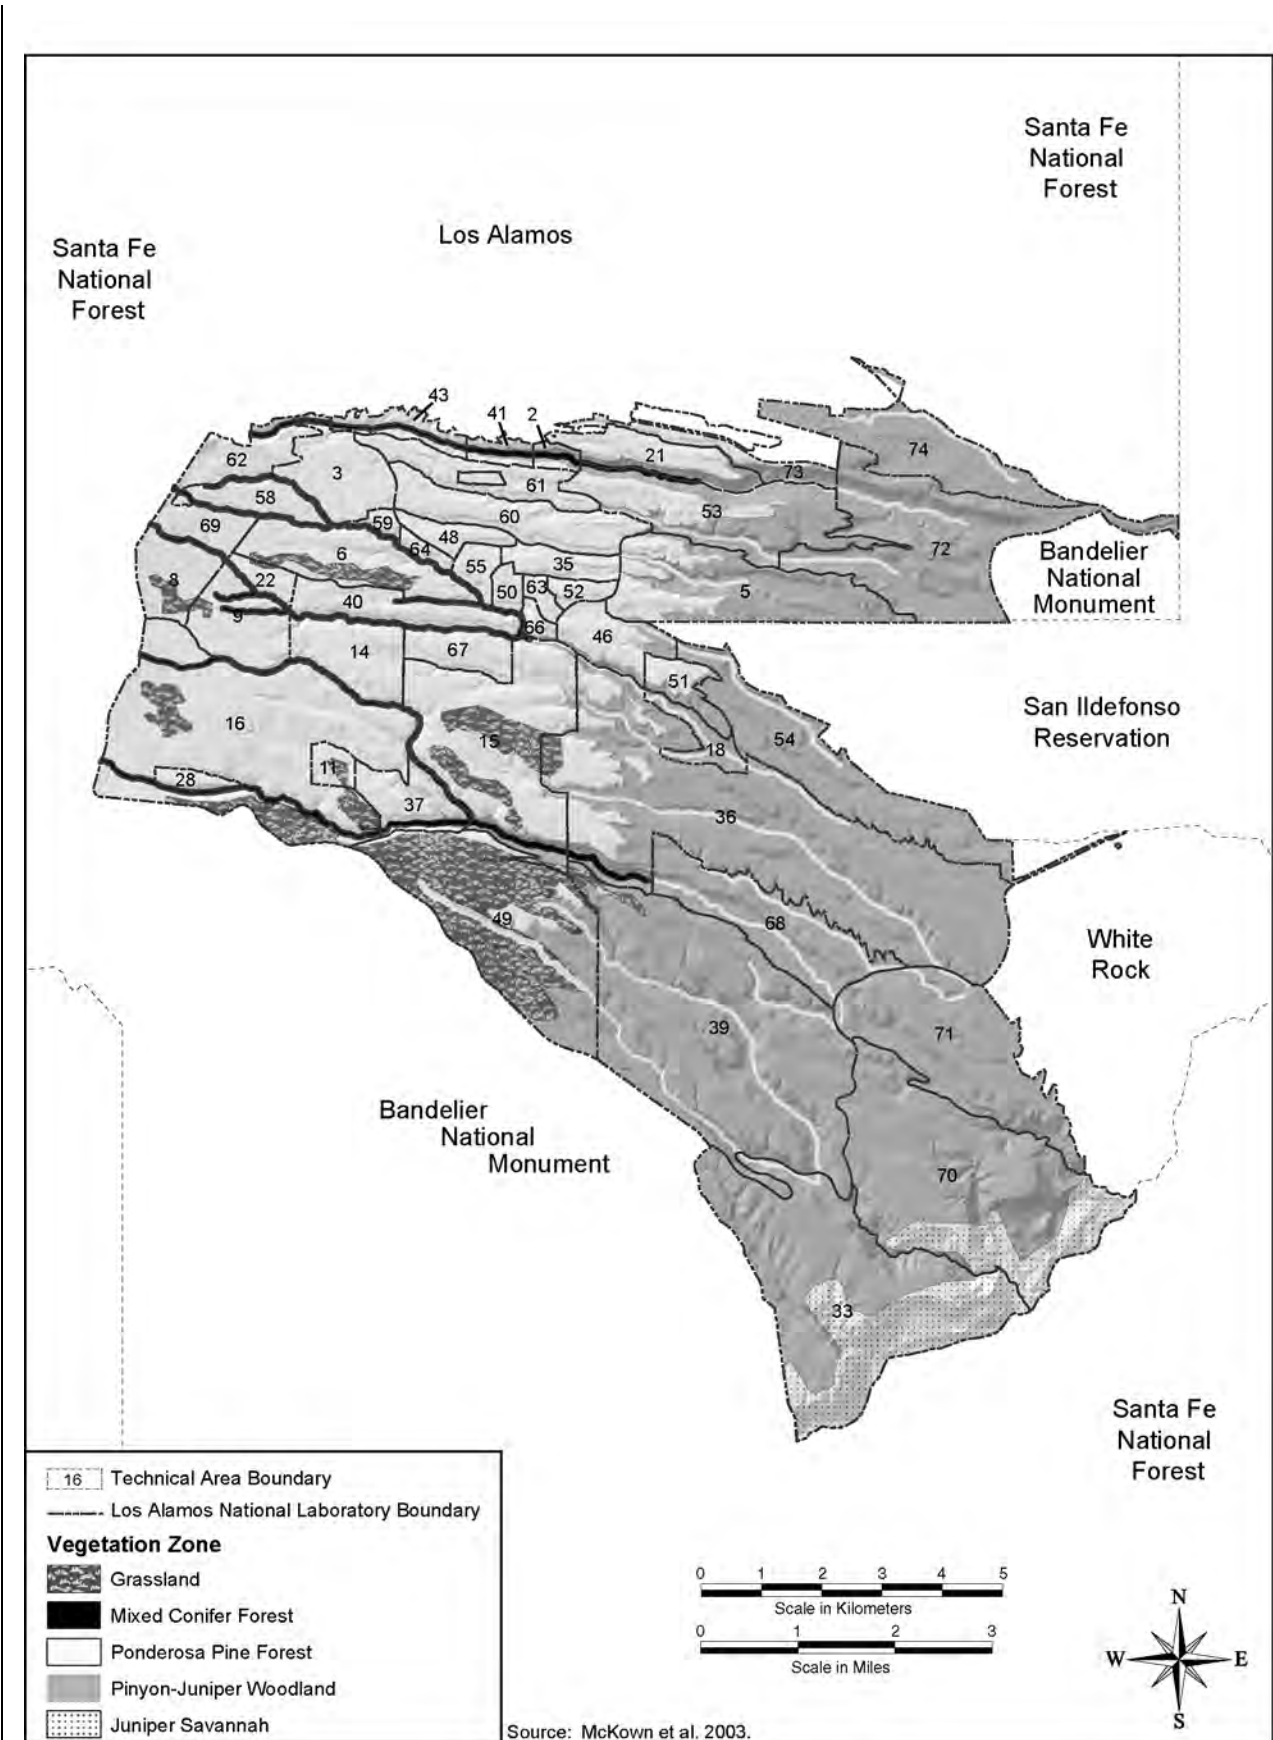 Santa Fe
National
Forest
Los Alamos
Santa Fe
National
Forest
43
41
2
62
3
21
73
74
61
58
60
53
59
69
48
64
6
55
35
72
Bandelier
National
Monument
8
22
50
63
52
5
40
9
66
46
14
67
51
16
15
18
54
San Ildefonso
Reservation
11
28
37
36
49
68
White
Rock
39
71
Bandelier
National
Monument
70
33
Santa Fe
National
Forest
16 Technical Area Boundary
Los Alamos National Laboratory Boundary
Vegetation Zone
Grassland
Mixed Conifer Forest
Ponderosa Pine Forest
Pinyon-Juniper Woodland
Juniper Savannah
0 1 2 3 4 5
Scale in Kilometers
0 1 2 3
Scale in Miles
N
W E
S
Source: McKown et al. 2003.